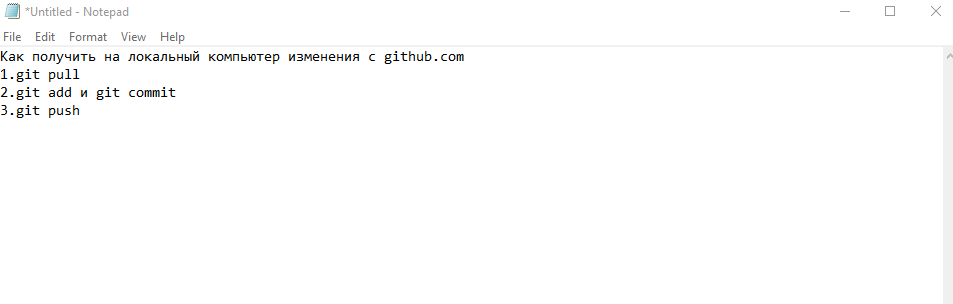 *Untitled - Notepad
File Edit Format View Help
Как получить на локальный компьютер изменения с github.com
1.git pull
2.git add и git commit
3.git push